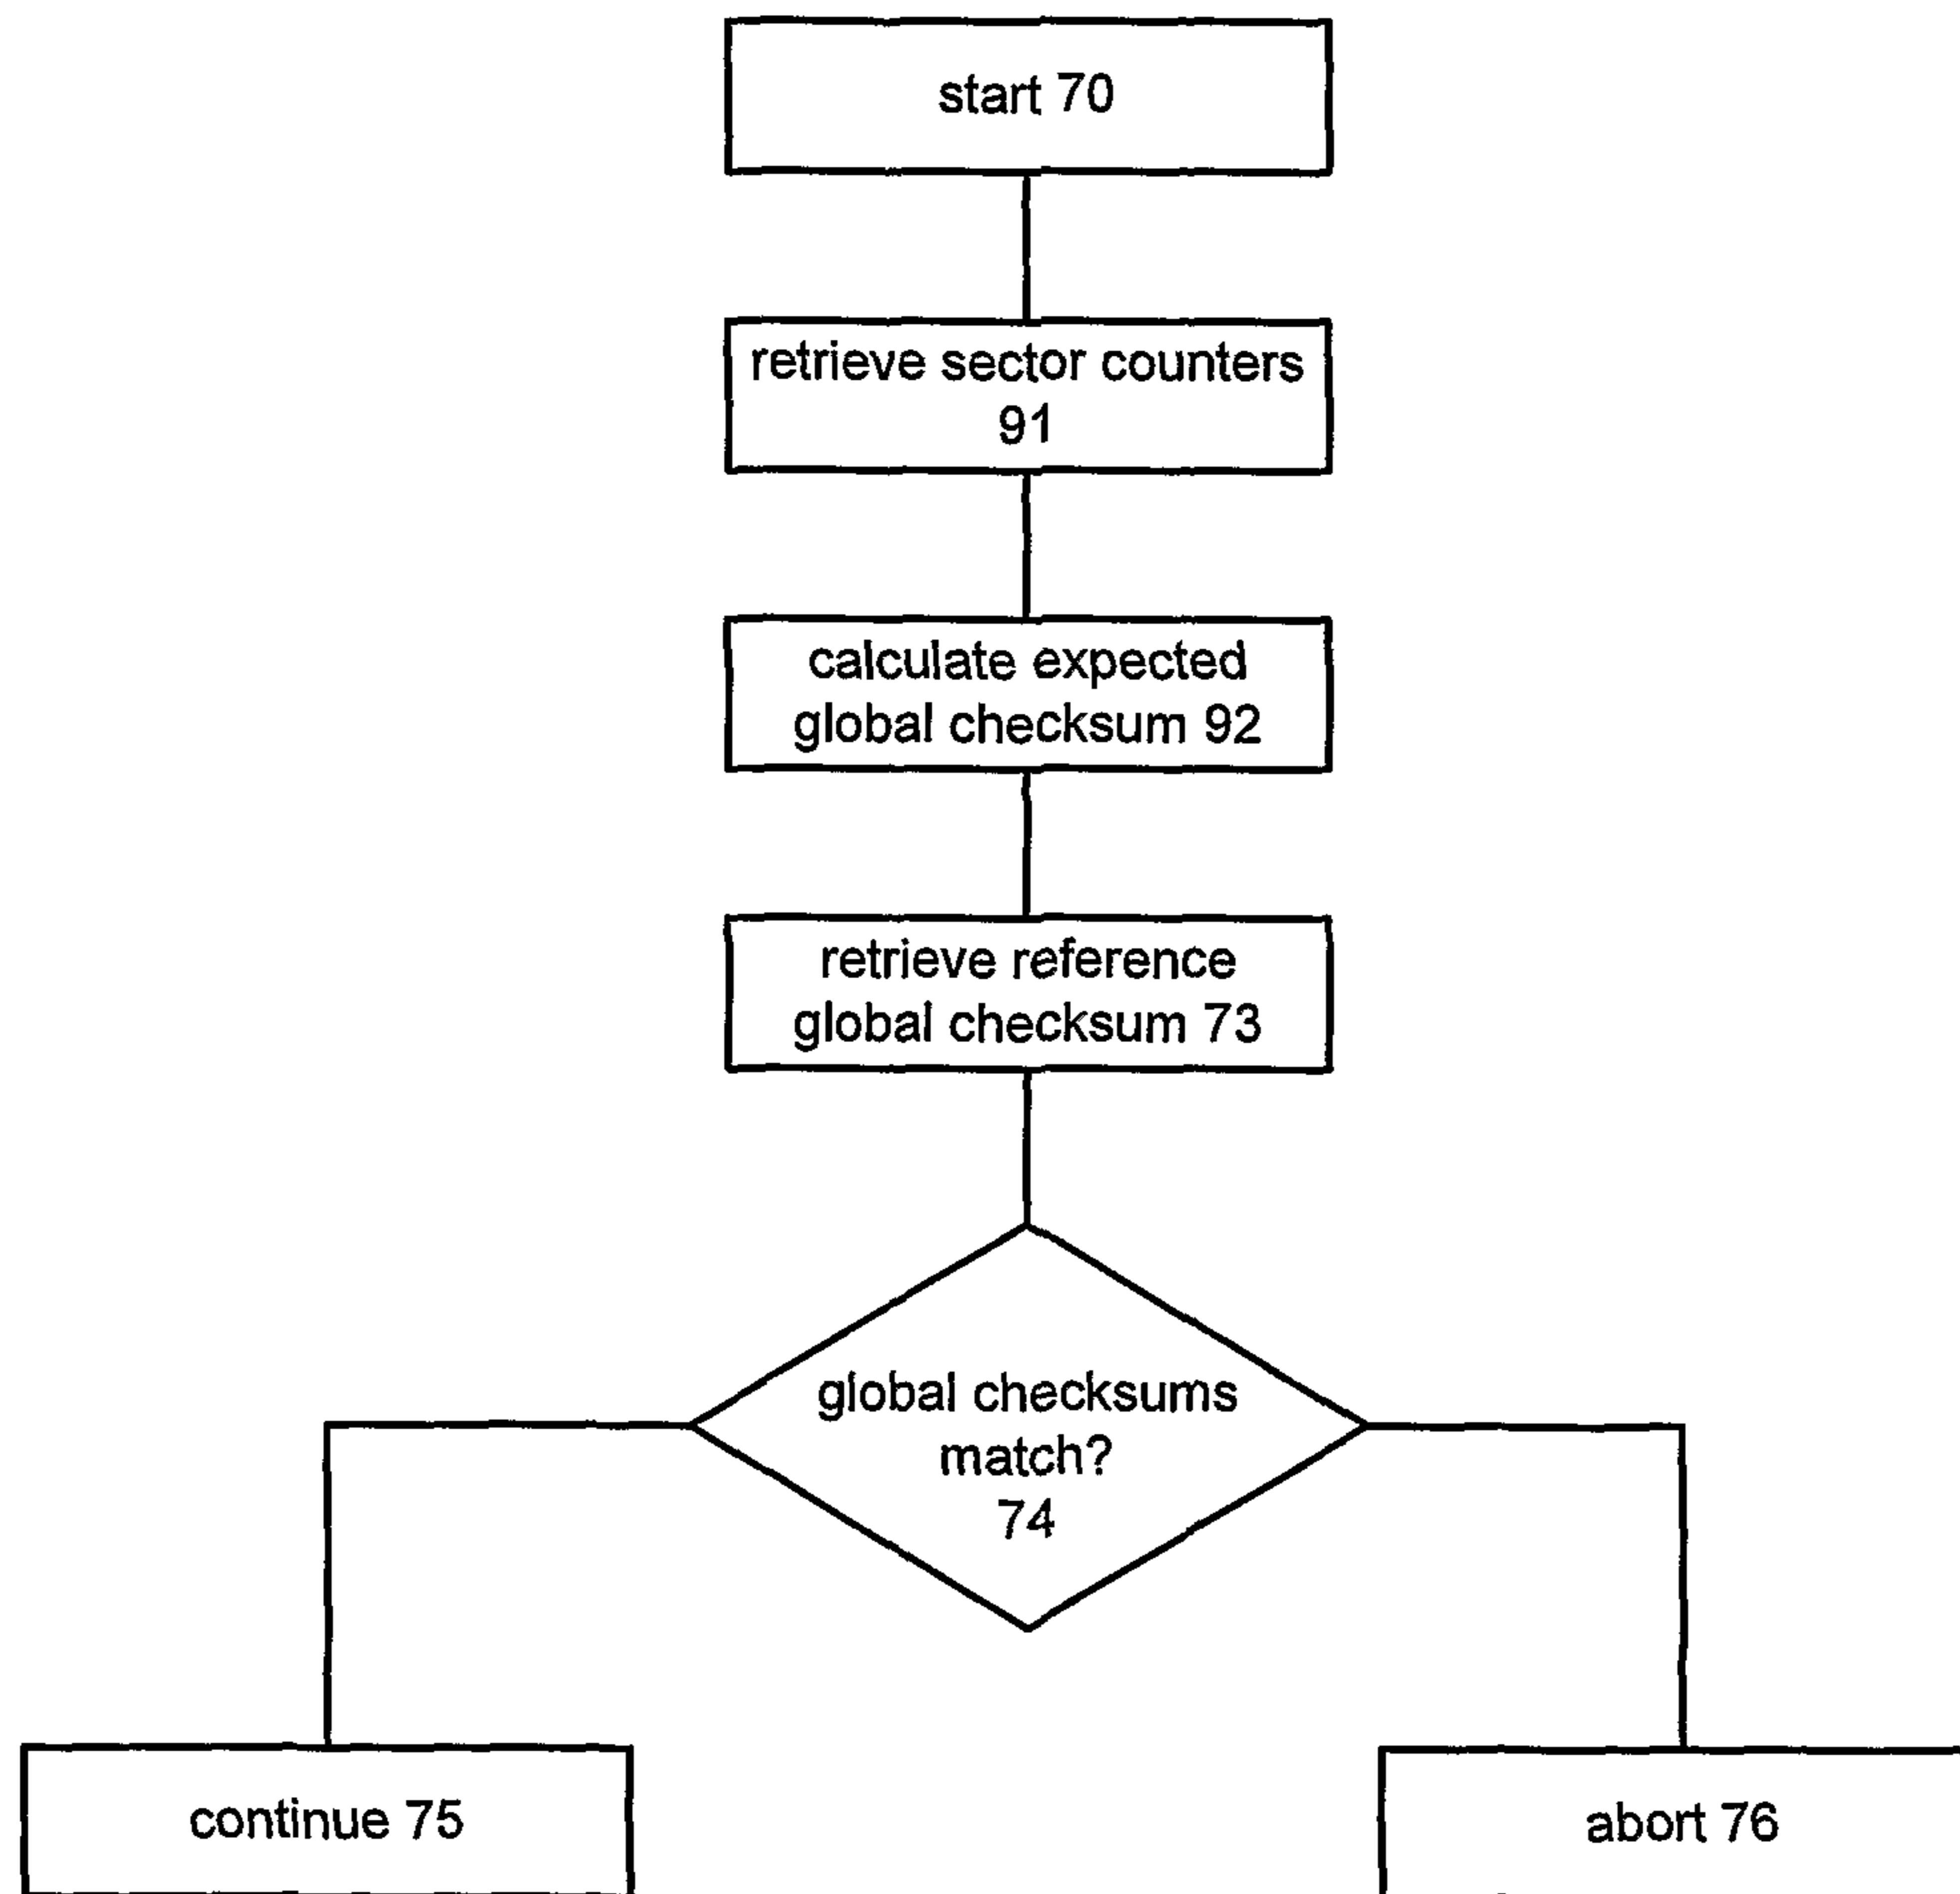 start 70
retrieve sector counters
91
calculate expected
global checksum 92
retrieve reference
global checksum 73
global checksums
match?
74
continue 75
abort 76